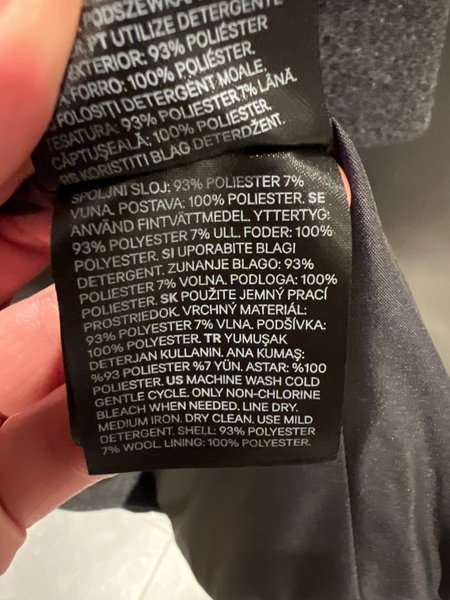 PODSZEWKA
PT UTILIZE DETERGENTE
EXTERIOR: 93% POLIÉSTER
FORRO: 100% POLIÉSTER.
FOLOSITI DETERGENT MOALE.
ȚESATURA: 93% POLIESTER 7% LÂNĂ.
CĂPTUȘEALĂ: 100% POLIESTER.
RS KORISTITI BLAG DETERDŽENT.
SPOLJNI SLOJ: 93% POLIESTER 7%
VUNA. POSTAVA: 100% POLIESTER. SE
ANVÄND FINTVÄTTMEDEL. YTTERTYG:
93% POLYESTER 7% ULL. FODER: 100%
POLYESTER. SI UPORABITE BLAGI
DETERGENT. ZUNANJE BLAGO: 93%
POLIESTER 7% VOLNA. PODLOGA: 100%
POLIESTER. SK POUŽITE JEMNÝ PRACÍ
PROSTRIEDOK. VRCHNÝ MATERIÁL:
93% POLYESTER 7% VLNA. PODŠÍVKA:
100% POLYESTER. TR YUMUŞAK
DETERJAN KULLANIN. ANA KUMAŞ:
%93 POLYESTER %7 YÜN. ASTAR: %100
POLIESTER. US MACHINE WASH COLD
GENTLE CYCLE. ONLY NON-CHLORINE
BLEACH WHEN NEEDED. LINE DRY.
MEDIUM IRON. DRY CLEAN. USE MILD
DETERGENT. SHELL: 93% POLYESTER
7% WOOL. LINING: 100% POLYESTER.